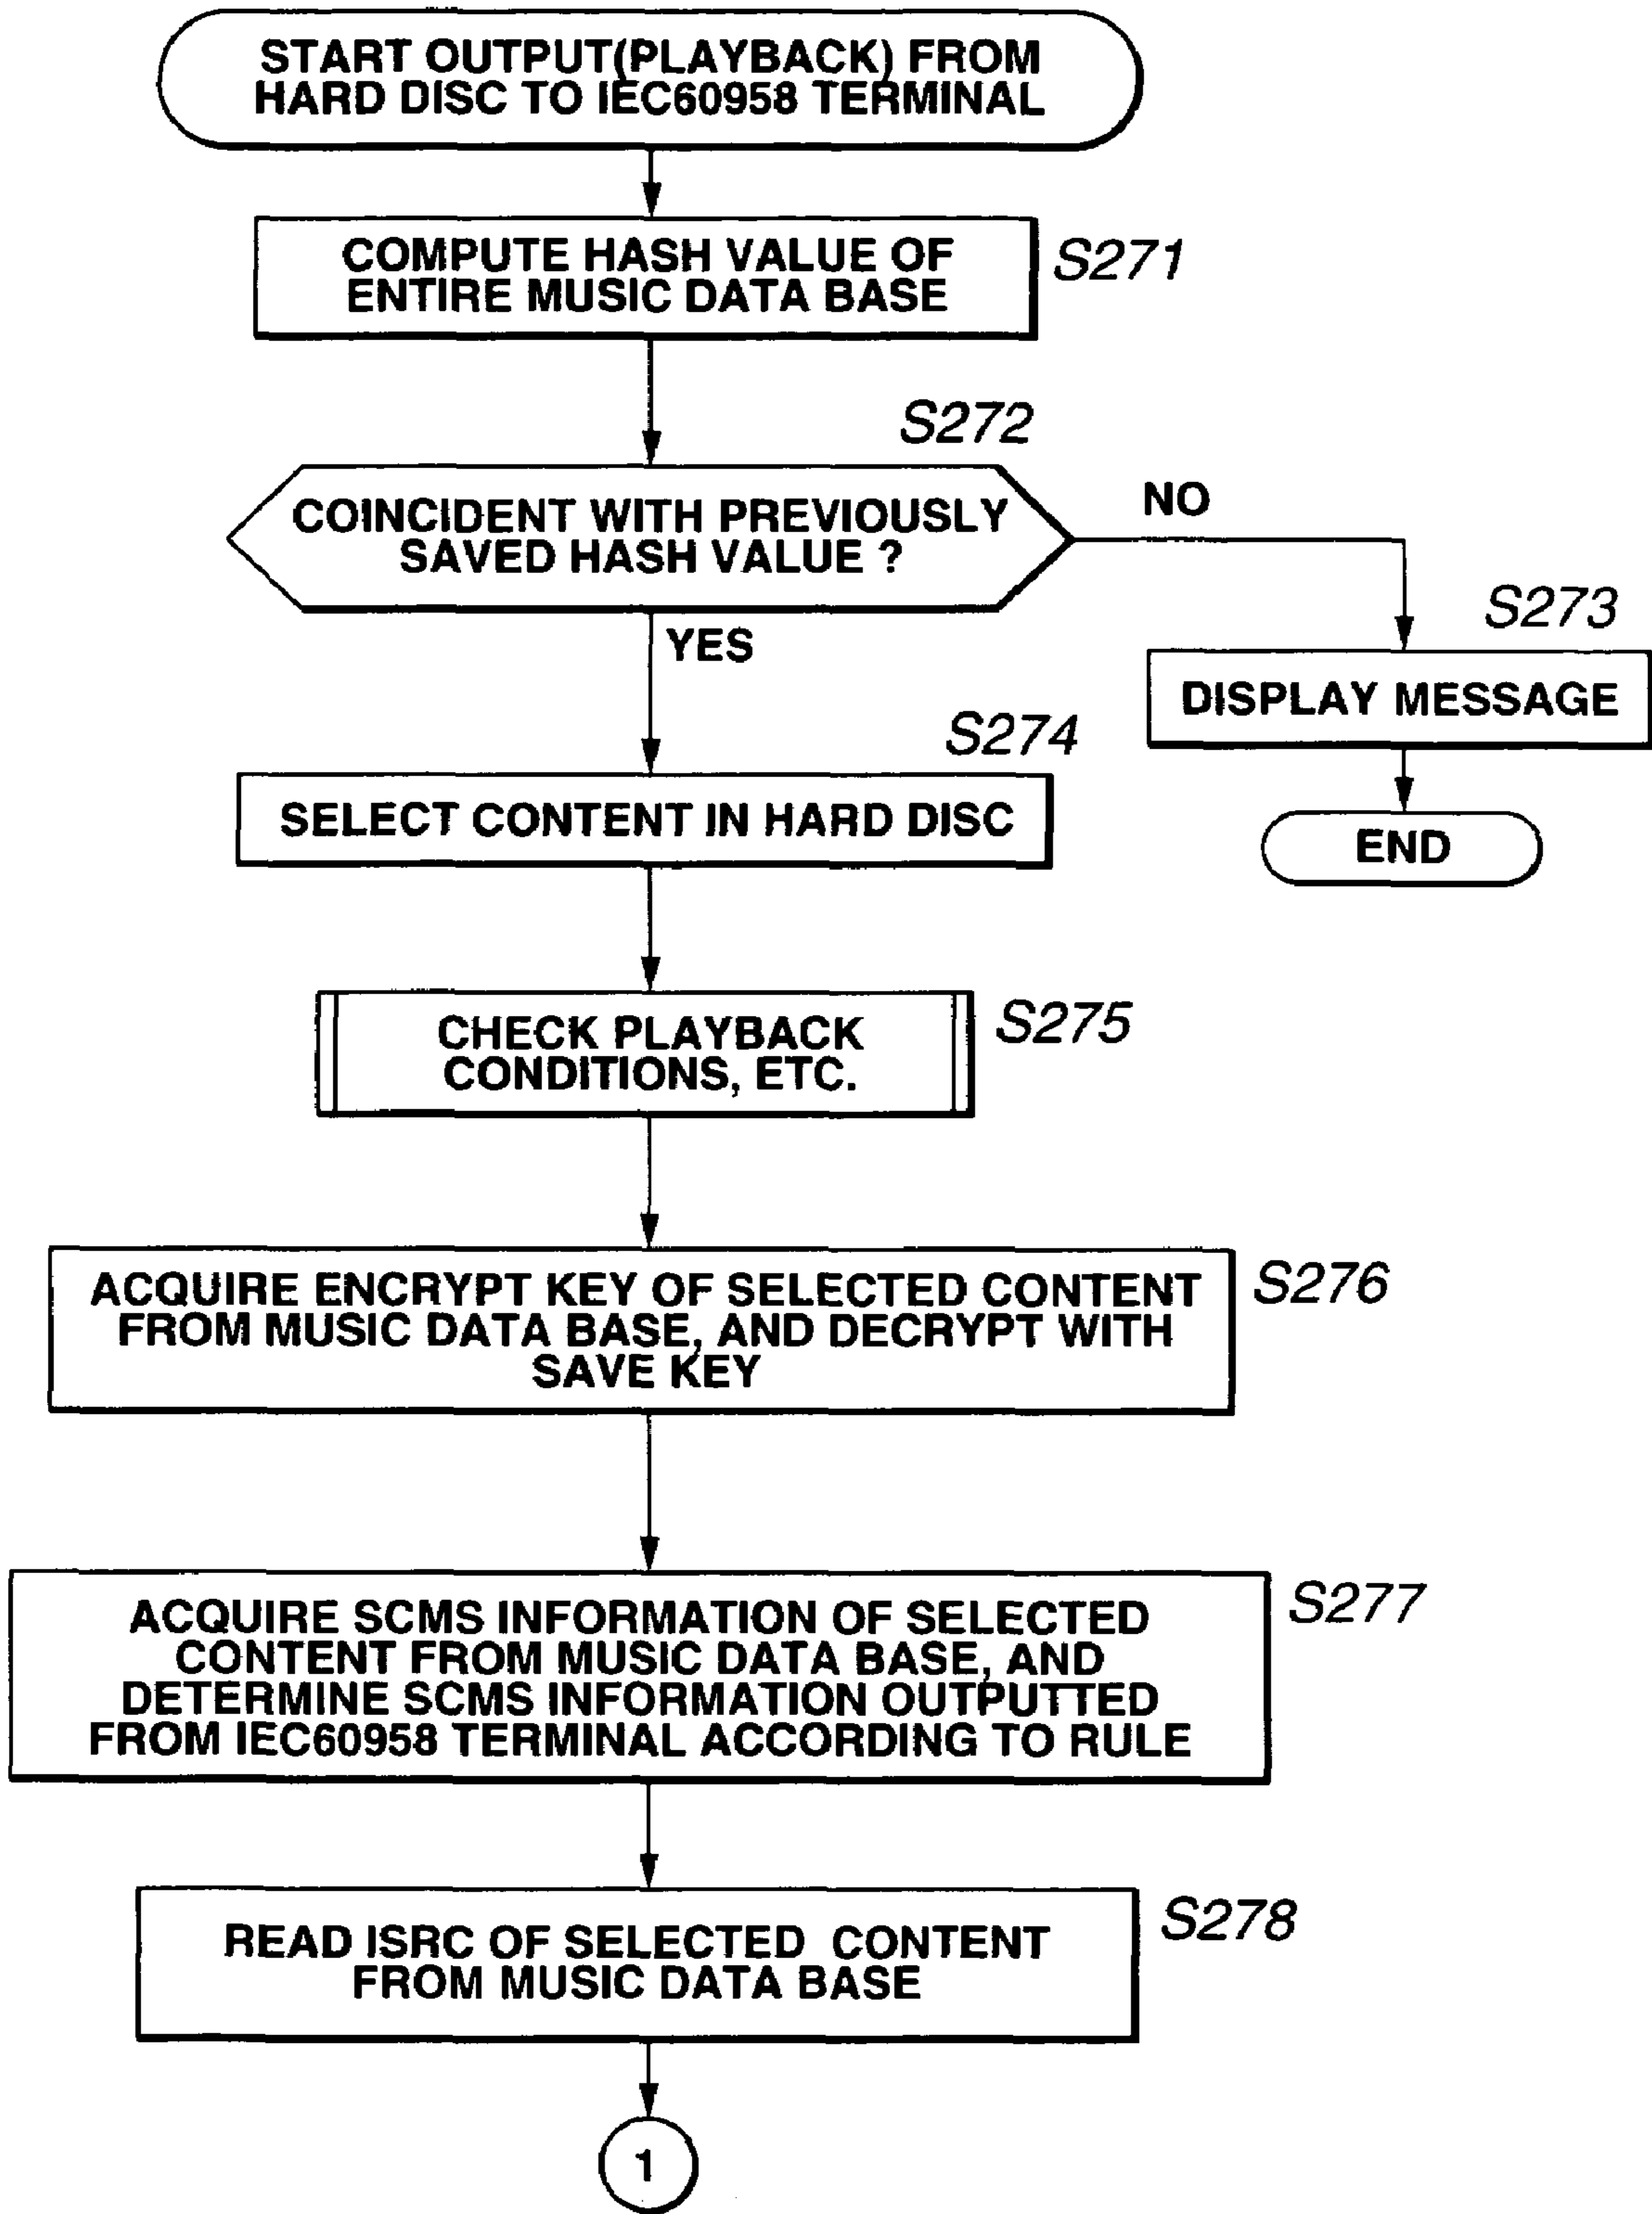 START OUTPUT(PLAYBACK) FROM
HARD DISC TO IEC60958 TERMINAL
COMPUTE HASH VALUE OF
ENTIRE MUSIC DATA BASE
S271
S272
COINCIDENT WITH PREVIOUSLY
SAVED HASH VALUE ?
NO
YES
S273
DISPLAY MESSAGE
END
S274
SELECT CONTENT IN HARD DISC
S275
CHECK PLAYBACK
CONDITIONS, ETC.
S276
ACQUIRE ENCRYPT KEY OF SELECTED CONTENT
FROM MUSIC DATA BASE, AND DECRYPT WITH
SAVE KEY
S277
ACQUIRE SCMS INFORMATION OF SELECTED
CONTENT FROM MUSIC DATA BASE, AND
DETERMINE SCMS INFORMATION OUTPUTTED
FROM IEC60958 TERMINAL ACCORDING TO RULE
S278
READ ISRC OF SELECTED CONTENT
FROM MUSIC DATA BASE
1